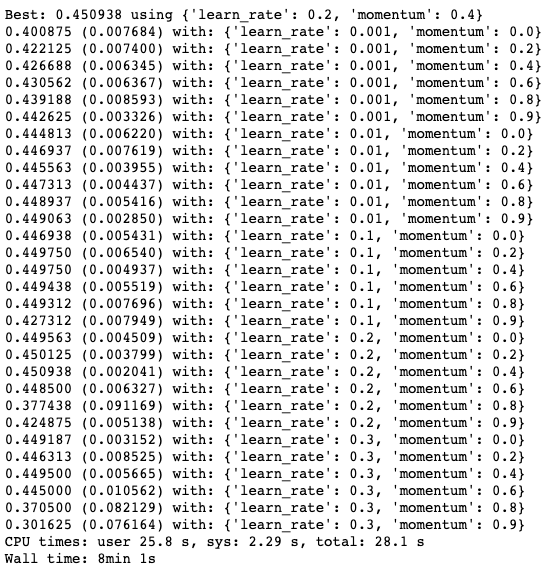 Best: 0.450938 using {'learn_rate': 0.2, 'momentum': 0.4}
0.400875 (0.007684) with: {'learn_rate': 0.001, 'momentum': 0.0}
0.422125 (0.007400) with: {'learn_rate': 0.001, 'momentum': 0.2}
0.426688 (0.006345) with: {'learn_rate': 0.001, 'momentum': 0.4}
0.430562 (0.006367) with: {'learn_rate': 0.001, 'momentum': 0.6}
0.439188 (0.008593) with: {'learn_rate': 0.001, 'momentum': 0.8}
0.442625 (0.003326) with: {'learn_rate': 0.001, 'momentum': 0.9}
0.444813 (0.006220) with: {'learn_rate': 0.01, 'momentum': 0.0}
0.446937 (0.007619) with: {'learn_rate': 0.01, 'momentum': 0.2}
0.445563 (0.003955) with: {'learn_rate': 0.01, 'momentum': 0.4}
0.447313 (0.004437) with: {'learn_rate': 0.01, 'momentum': 0.6}
0.448937 (0.005416) with: {'learn_rate': 0.01, 'momentum': 0.8}
0.449063 (0.002850) with: {'learn_rate': 0.01, 'momentum': 0.9}
0.446938 (0.005431) with: {'learn_rate': 0.1, 'momentum': 0.0}
0.449750 (0.006540) with: {'learn_rate': 0.1, 'momentum': 0.2}
0.449750 (0.004937) with: {'learn_rate': 0.1, 'momentum': 0.4}
0.449438 (0.005519) with: {'learn_rate': 0.1, 'momentum': 0.6}
0.449312 (0.007696) with: {'learn_rate': 0.1, 'momentum': 0.8}
0.427312 (0.007949) with: {'learn_rate': 0.1, 'momentum': 0.9}
0.449563 (0.004509) with: {'learn_rate': 0.2, 'momentum': 0.0}
0.450125 (0.003799) with: {'learn_rate': 0.2, 'momentum': 0.2}
0.450938 (0.002041) with: {'learn_rate': 0.2, 'momentum': 0.4}
0.448500 (0.006327) with: {'learn_rate': 0.2, 'momentum': 0.6}
0.377438 (0.091169) with: {'learn_rate': 0.2, 'momentum': 0.8}
0.424875 (0.005138) with: {'learn_rate': 0.2, 'momentum': 0.9}
0.449187 (0.003152) with: {'learn_rate': 0.3, 'momentum': 0.0}
0.446313 (0.008525) with: {'learn_rate': 0.3, 'momentum': 0.2}
0.449500 (0.005665) with: {'learn_rate': 0.3, 'momentum': 0.4}
0.445000 (0.010562) with: {'learn_rate': 0.3, 'momentum': 0.6}
0.370500 (0.082129) with: {'learn_rate': 0.3, 'momentum': 0.8}
0.301625 (0.076164) with: {'learn_rate': 0.3, 'momentum': 0.9}
CPU times: user 25.8 s, sys: 2.29 s, total: 28.1 s
Wall time: 8min 1s